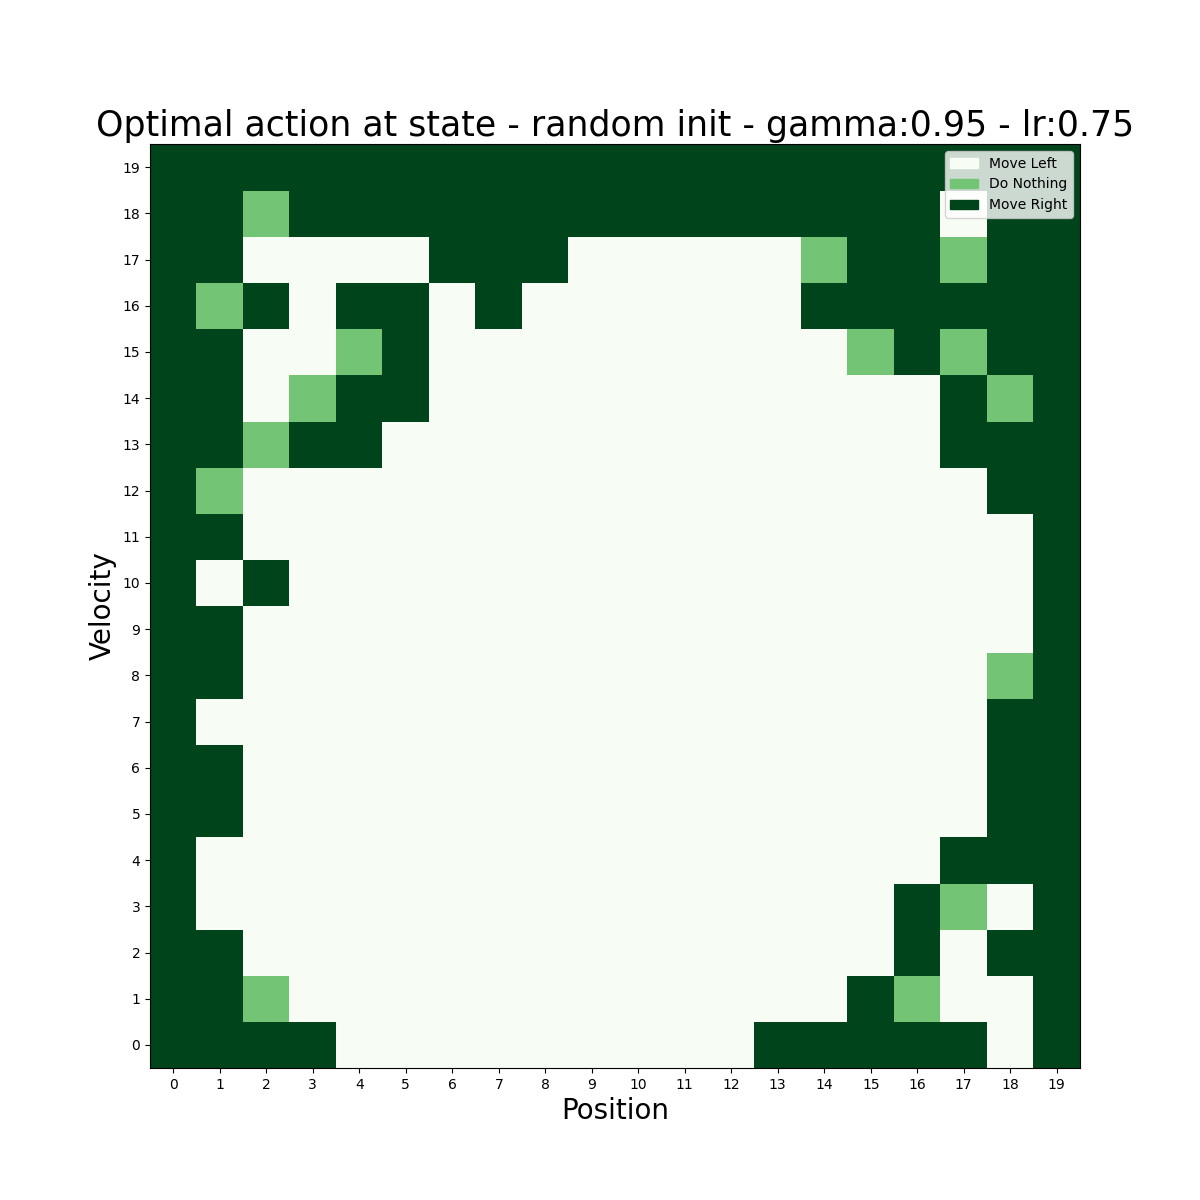 Optimal action at state - random init - gamma:0.95 - lr:0.75
Move Left
Do Nothing
Move Right
19
18
17
16
15
14
13
12
11
10
9
8
7
6
5
4
3
2
1
0
Velocity
0 1 2 3 4 5 6 7 8 9 10 11 12 13 14 15 16 17 18 19
Position